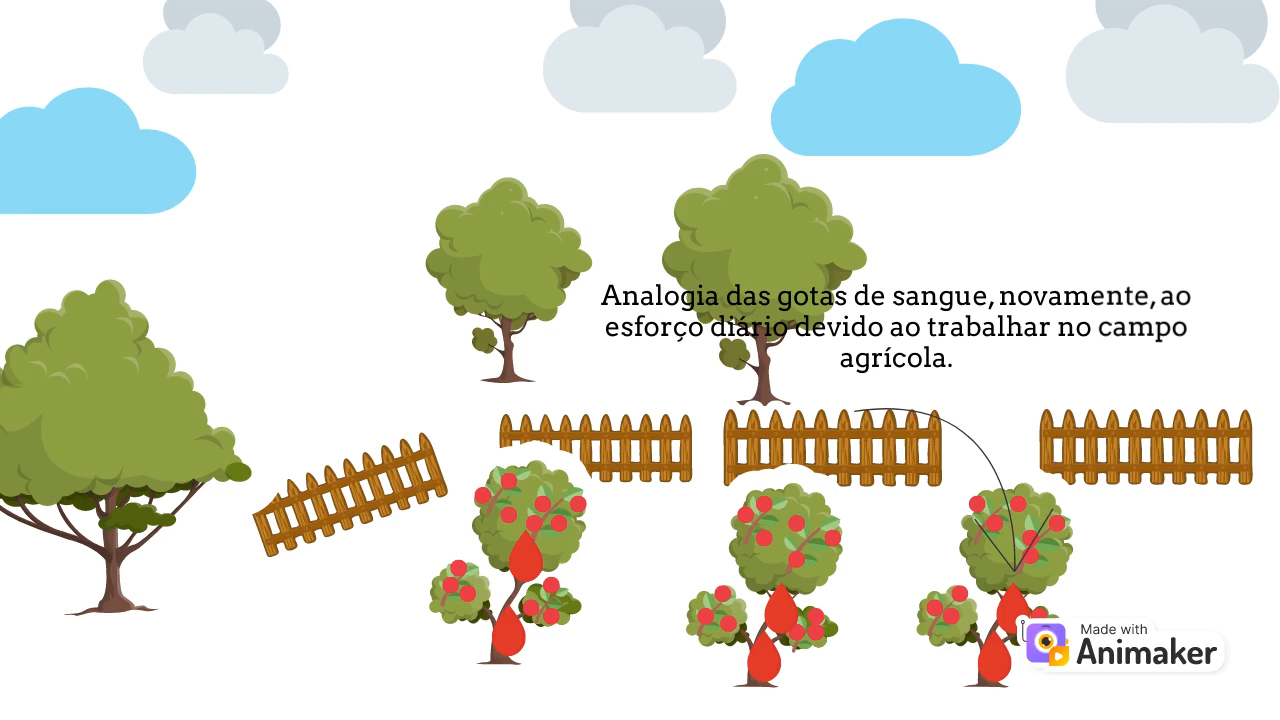 Analogia das gotas de sangue, novamente, ao
esforço diário devido ao trabalhar no campo
agrícola.
Made with
Animaker